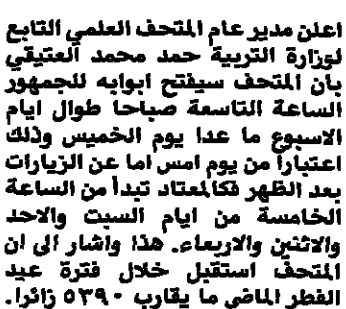 اعلن مدير عام المتحف العلمي التابع
لوزارة التربية حمد محمد العتيقي
بأن المتحف سيفتح ابوابه للجمهور
الساعة التاسعة صباحا طوال ايام
الاسبوع ما عدا يوم الخميس وذلك
اعتبارا من يوم امس اما عن الزيارات
بعد الظهر فكالمعتاد تبدأ من الساعة
الخامسة من ايام السبت والاحد
والاثنين والاربعاء. هذا واشار الى ان
المتحف استقبل خلال فترة عيد
الفطر الماضي ما يقارب ٥٣٩٠ زائرا.